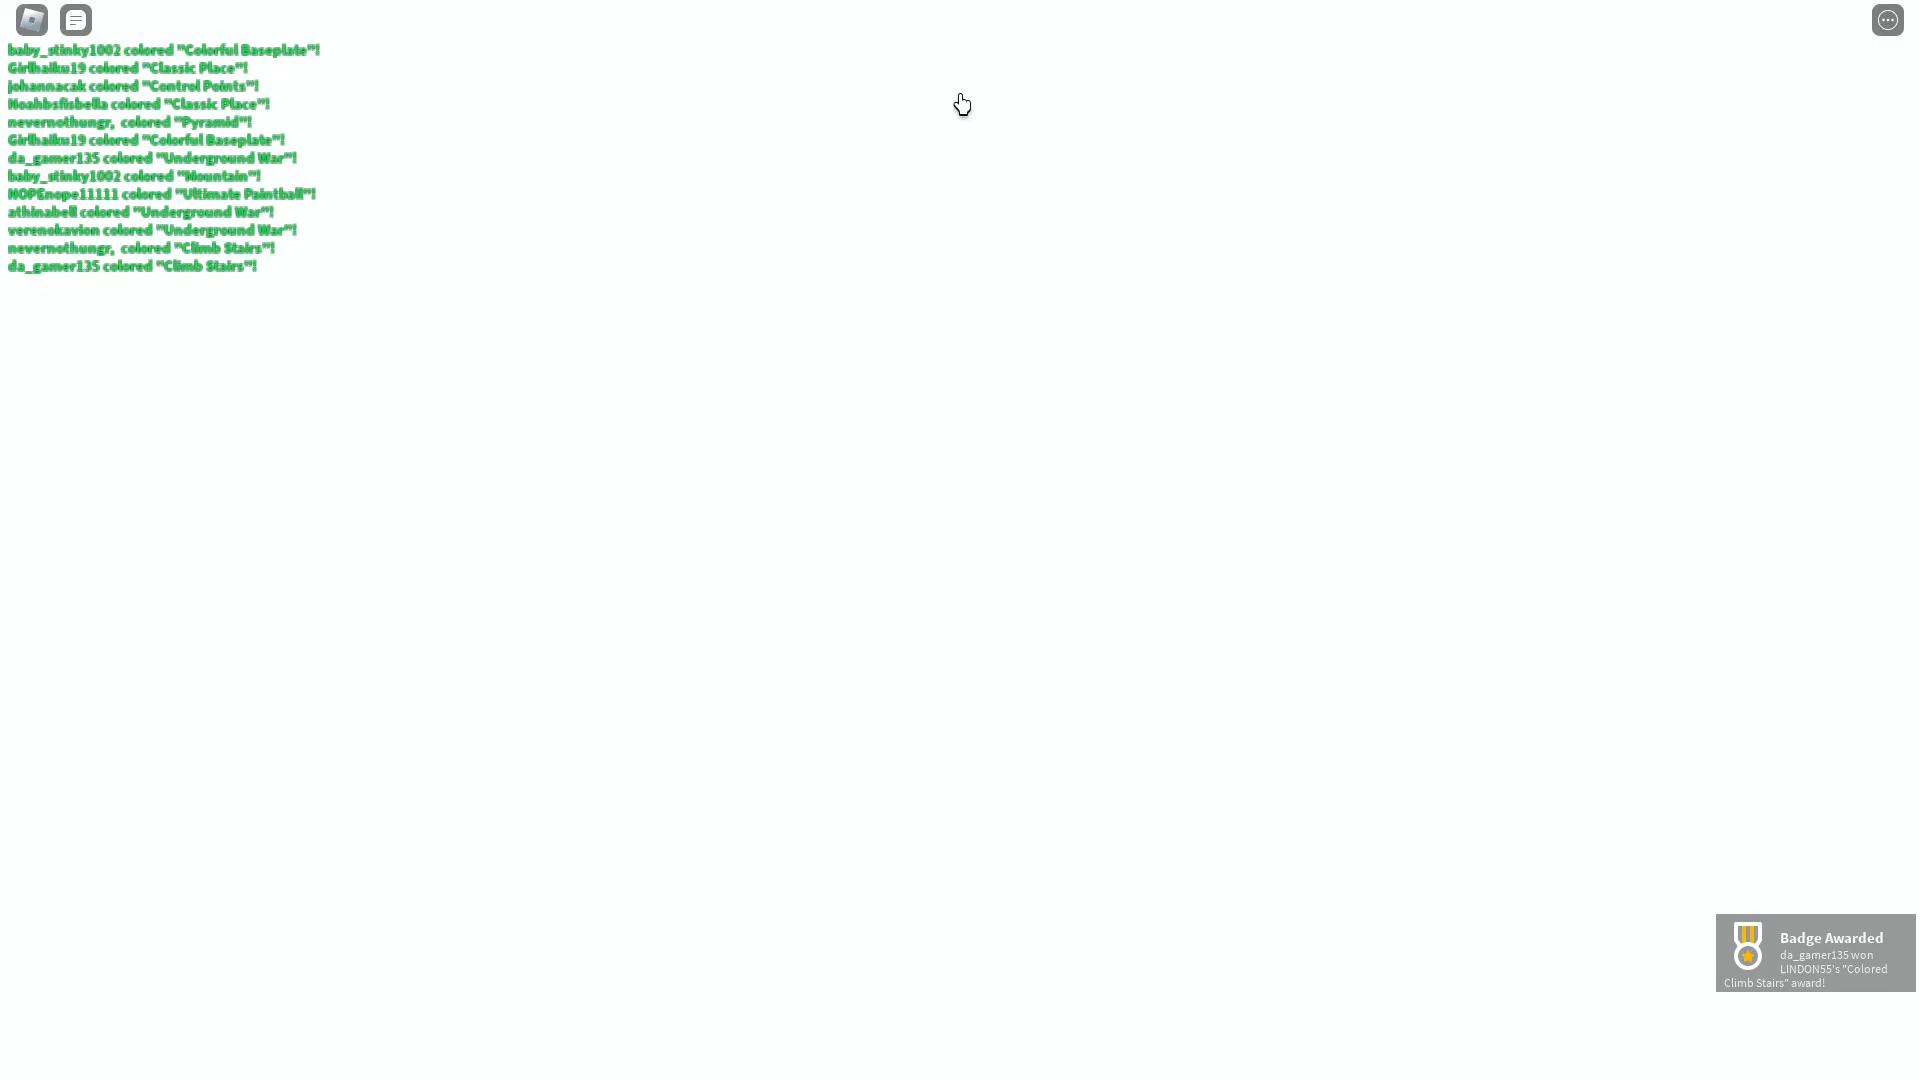 baby_stinky1002 colored "Colorful Baseplate"!
Girlhaiku19 colored "Classic Place"!
johannacak colored "Control Points"!
Noahbsfisbella colored "Classic Place"!
nevernothungr, colored "Pyramid"!
Girlhaiku19 colored "Colorful Baseplate"!
da_gamer135 colored "Underground War"!
baby_stinky1002 colored "Mountain"!
NOPEnope11111 colored "Ultimate Paintball"!
athinabell colored "Underground War"!
verenokavion colored "Underground War"!
nevernothungr, colored "Climb Stairs"!
da_gamer135 colored "Climb Stairs"!
Badge Awarded
da_gamer135 won
LINDON55's "Colored
Climb Stairs" award!